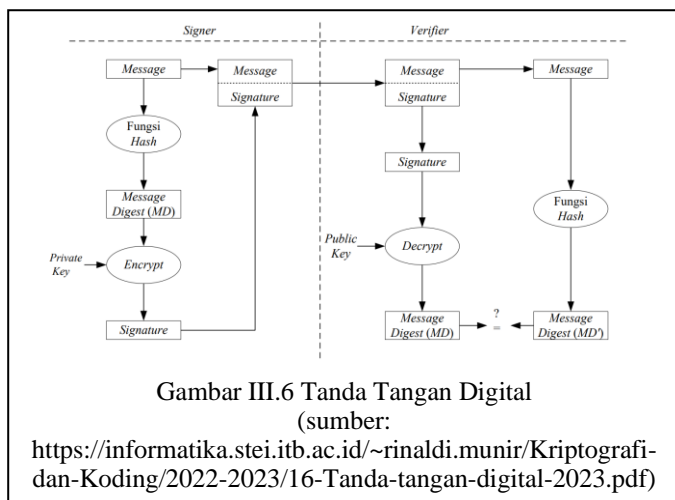 Signer
Verifier
Message
Message
Signature
Message
Signature
Message
Fungsi
Hash
Signature
Message
Digest (MD)
Fungsi
Hash
Private
Key
Encrypt
Public
Key
Decrypt
Signature
Message
Digest (MD)
?
=
Message
Digest (MD')
Gambar III.6 Tanda Tangan Digital
(sumber:
https://informatika.stei.itb.ac.id/~rinaldi.munir/Kriptografi-
dan-Koding/2022-2023/16-Tanda-tangan-digital-2023.pdf)